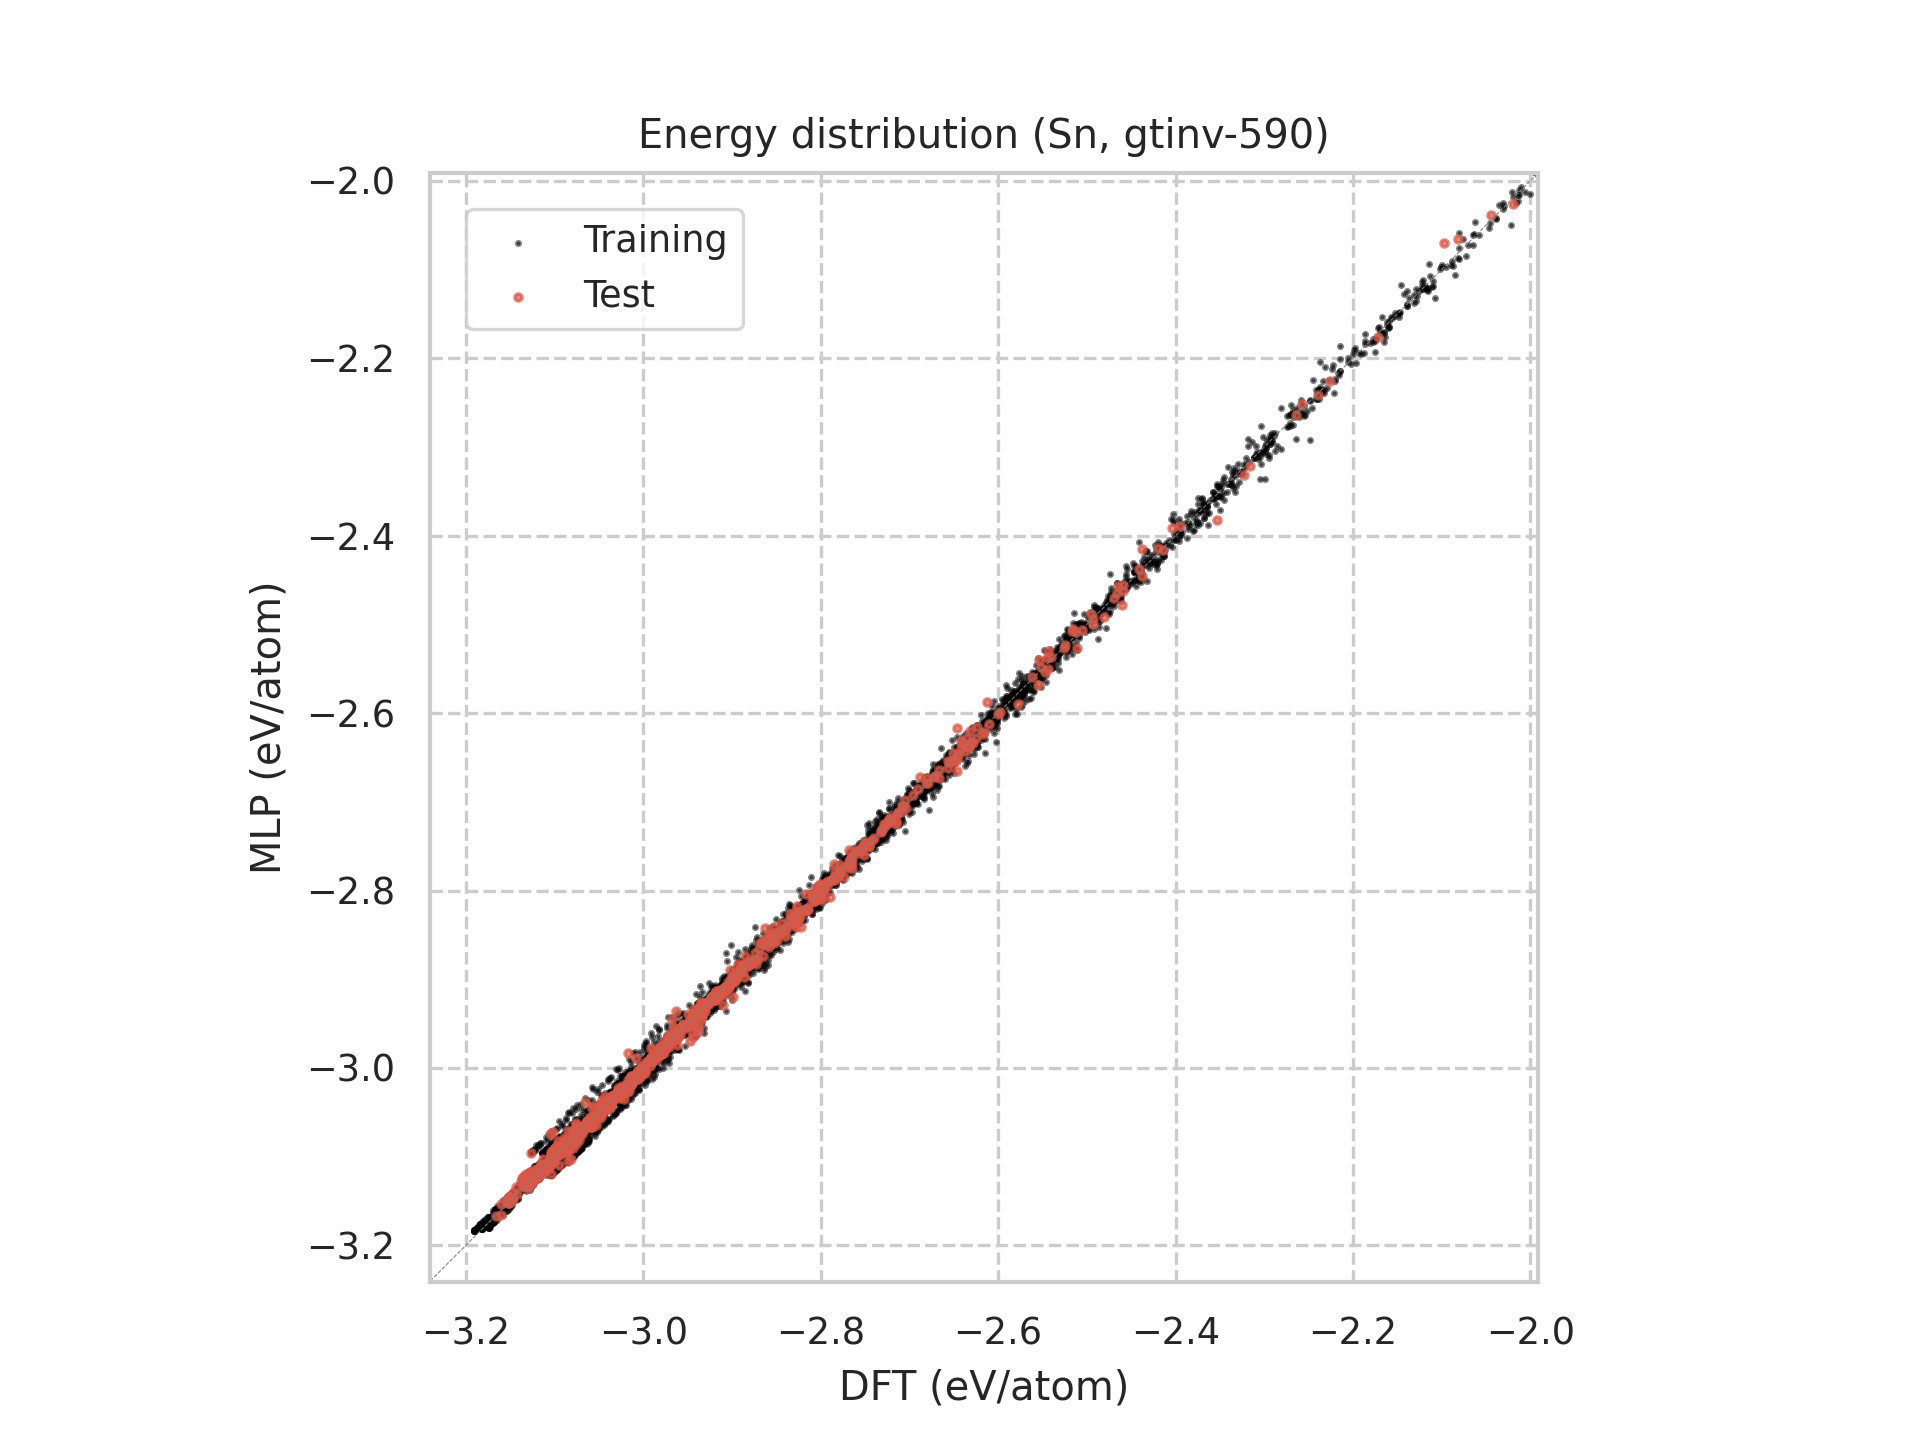 Energy distribution (Sn, gtinv-590)
Training
Test
MLP (eV/atom)
−2.0
−2.2
−2.4
−2.6
−2.8
−3.0
−3.2
−3.2 −3.0 −2.8 −2.6 −2.4 −2.2 −2.0
DFT (eV/atom)